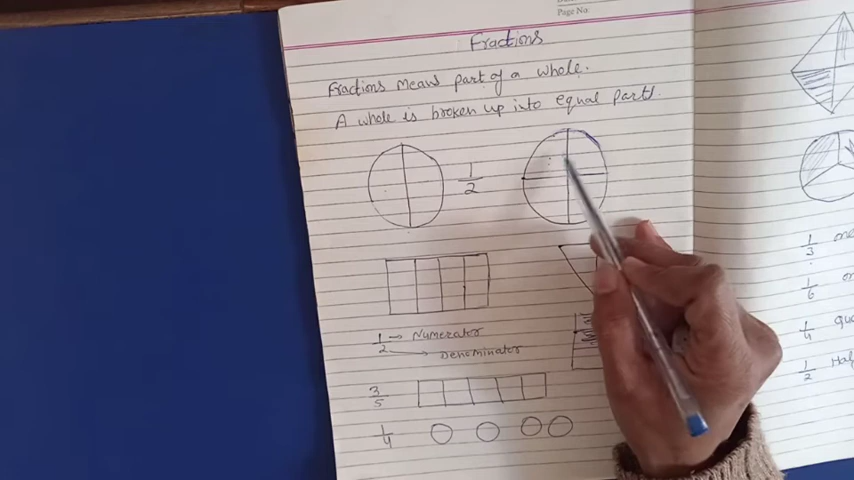 Page No:
Fractions
Fractions Means part of a whole.
A whole is broken up into equal parts.
1/2
1/2 → Numerator
→ Denominator
3/5
1/4
1/3 one
1/6
1/4
1/2 Half